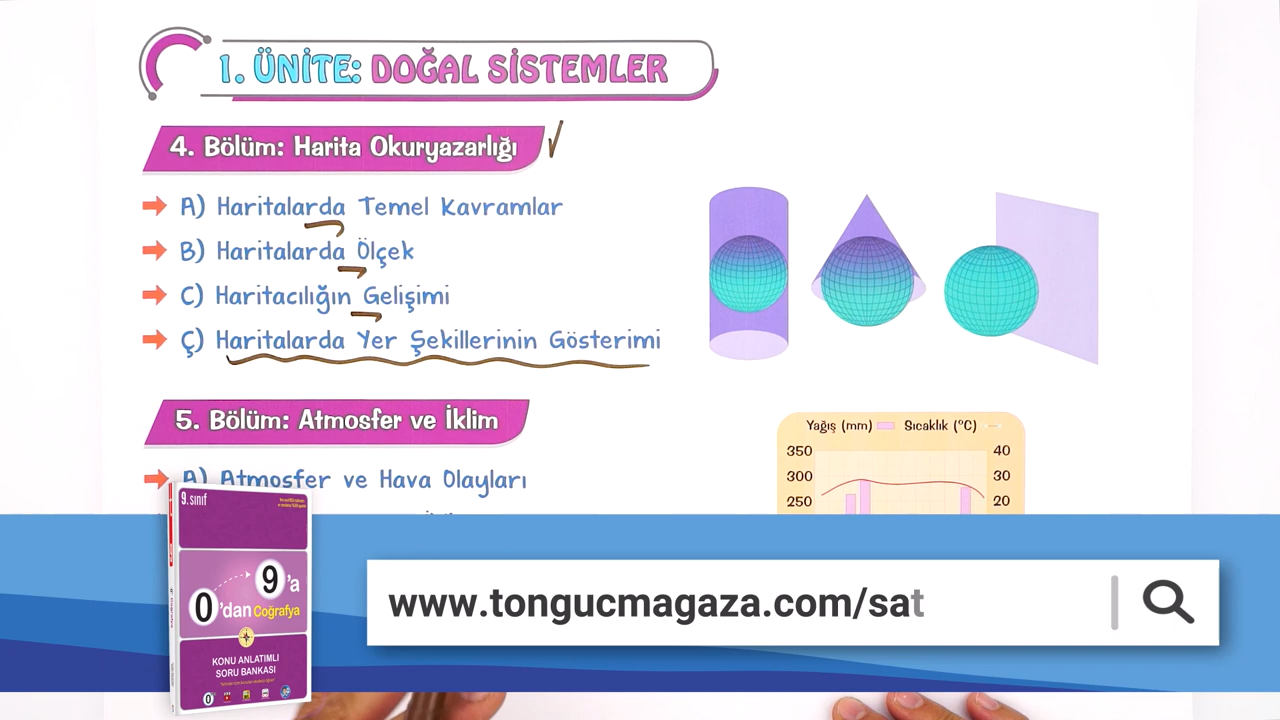 1. ÜNİTE: DOĞAL SİSTEMLER
4. Bölüm: Harita Okuryazarlığı
A) Haritalarda Temel Kavramlar
B) Haritalarda Ölçek
C) Haritacılığın Gelişimi
Ç) Haritalarda Yer Şekillerinin Gösterimi
5. Bölüm: Atmosfer ve İklim
Yağış (mm) Sıcaklık (°C)
350 40
300 30
250 20
A) Atmosfer ve Hava Olayları
9. sınıf
0'dan 9'a
Coğrafya
KONU ANLATIMLI
SORU BANKASI
www.tongucmagaza.com/sat